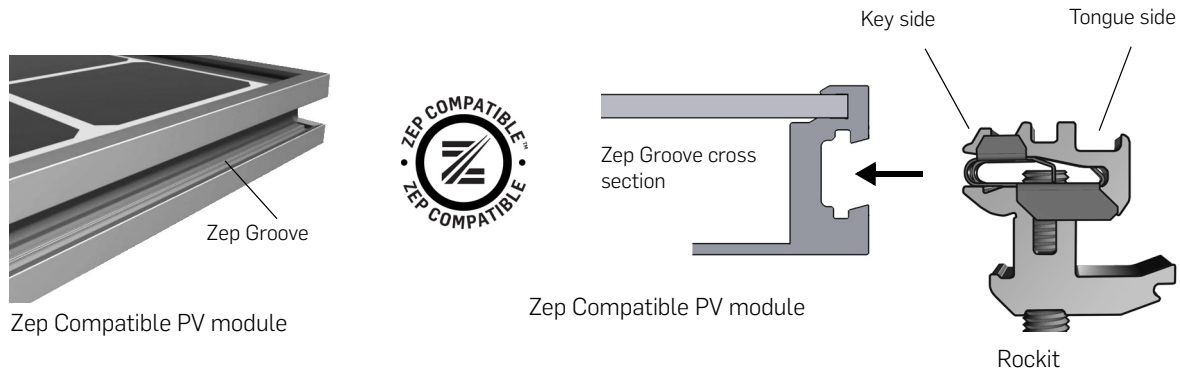 Key side
Tongue side
ZEP COMPATIBLE™
ZEP COMPATIBLE
Zep Groove cross
section
Zep Groove
Zep Compatible PV module
Zep Compatible PV module
Rockit